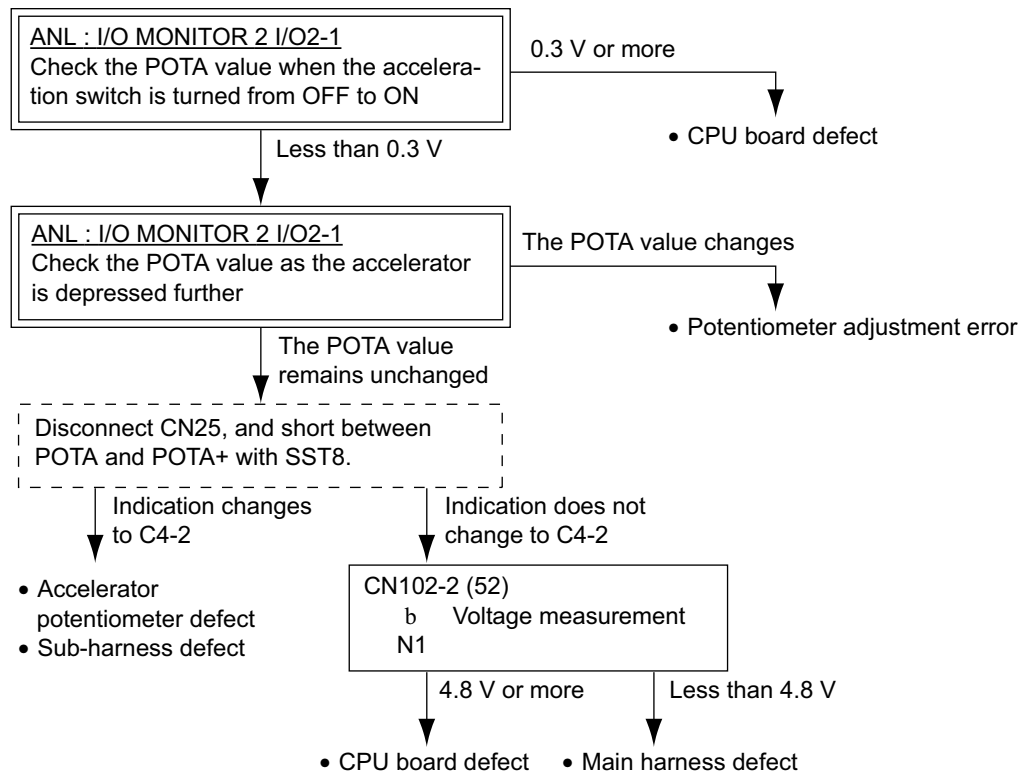 ANL : I/O MONITOR 2 I/O2-1
Check the POTA value when the accelera-
tion switch is turned from OFF to ON
0.3 V or more
• CPU board defect
Less than 0.3 V
ANL : I/O MONITOR 2 I/O2-1
Check the POTA value as the accelerator
is depressed further
The POTA value changes
• Potentiometer adjustment error
The POTA value
remains unchanged
Disconnect CN25, and short between
POTA and POTA+ with SST8.
Indication changes
to C4-2
Indication does not
change to C4-2
• Accelerator
potentiometer defect
• Sub-harness defect
CN102-2 (52)
b Voltage measurement
N1
4.8 V or more
Less than 4.8 V
• CPU board defect
• Main harness defect